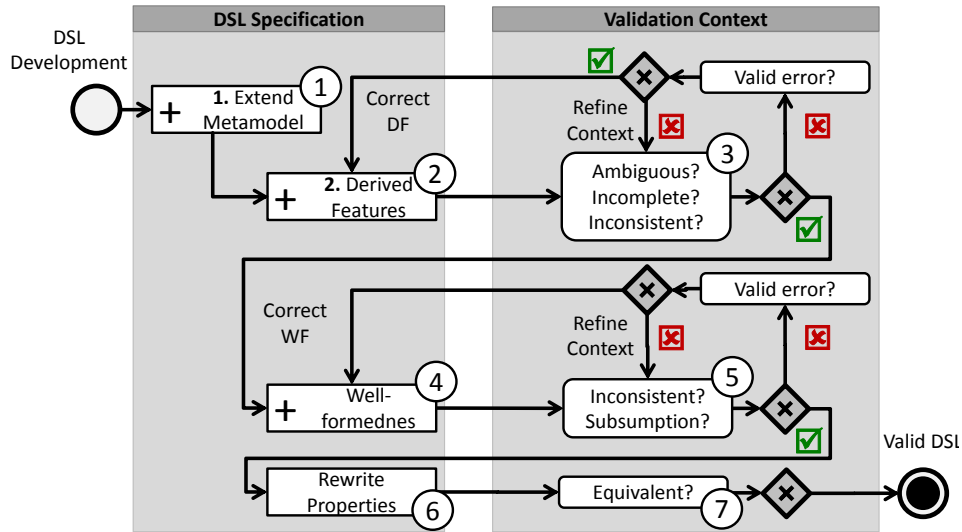 DSL Specification
Validation Context
DSL
Development
1. Extend
Metamodel
1
Correct
DF
2. Derived
Features
2
Valid error?
Refine
Context
Ambiguous?
Incomplete?
Inconsistent?
3
Correct
WF
Well-
formednes
4
Valid error?
Refine
Context
Inconsistent?
Subsumption?
5
Rewrite
Properties
6
Equivalent?
7
Valid DSL